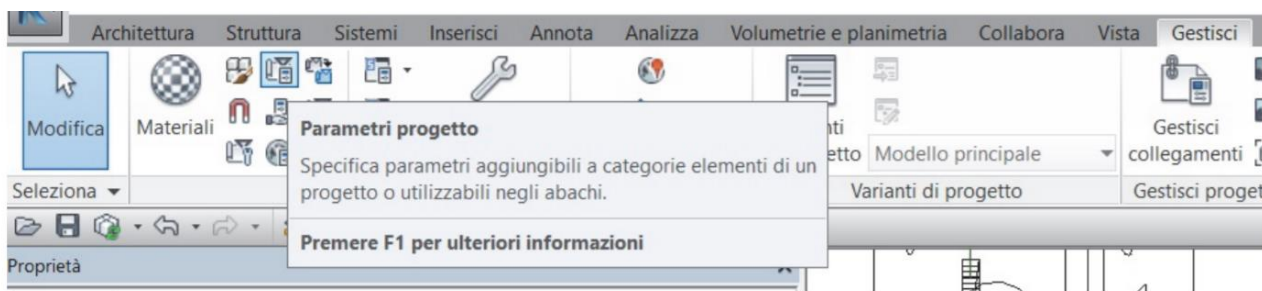 Architettura Struttura Sistemi Inserisci Annota Analizza Volumetrie e planimetria Collabora Vista Gestisci
Modifica
Materiali
Parametri progetto
Specifica parametri aggiungibili a categorie elementi di un
progetto o utilizzabili negli abachi.
Premere F1 per ulteriori informazioni
Modello principale
Gestisci
collegamenti
Seleziona
Varianti di progetto
Gestisci
Proprietà